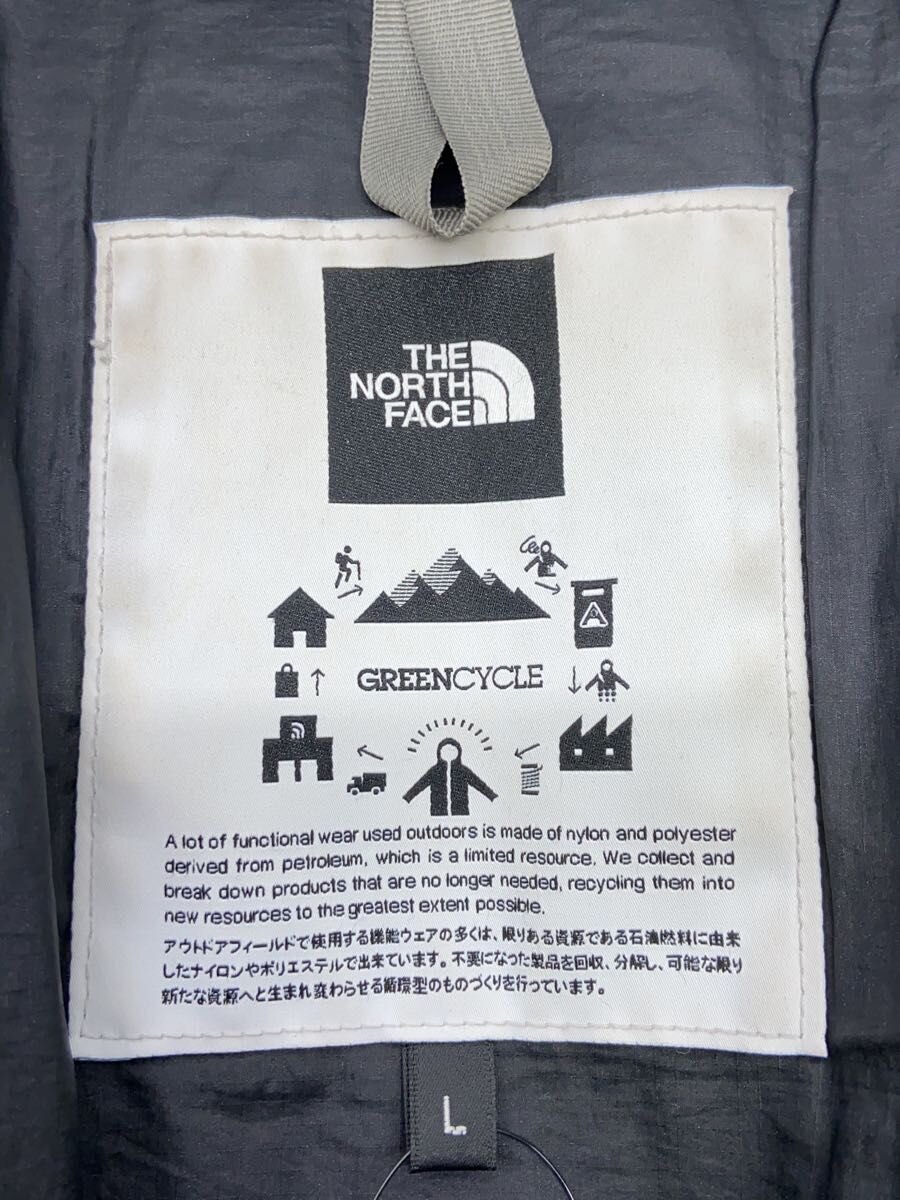 THE
NORTH
FACE
GREENCYCLE
A lot of functional wear used outdoors is made of nylon and polyester
derived from petroleum, which is a limited resource. We collect and
break down products that are no longer needed, recycling them into
new resources to the greatest extent possible.
アウトドアフィールドで使用する機能ウェアの多くは、限りある資源である石油燃料に由来
したナイロンやポリエステルで出来ています。不要になった製品を回収、分解し、可能な限り
新たな資源へと生まれ変わらせる循環型のものづくりを行っています。
L